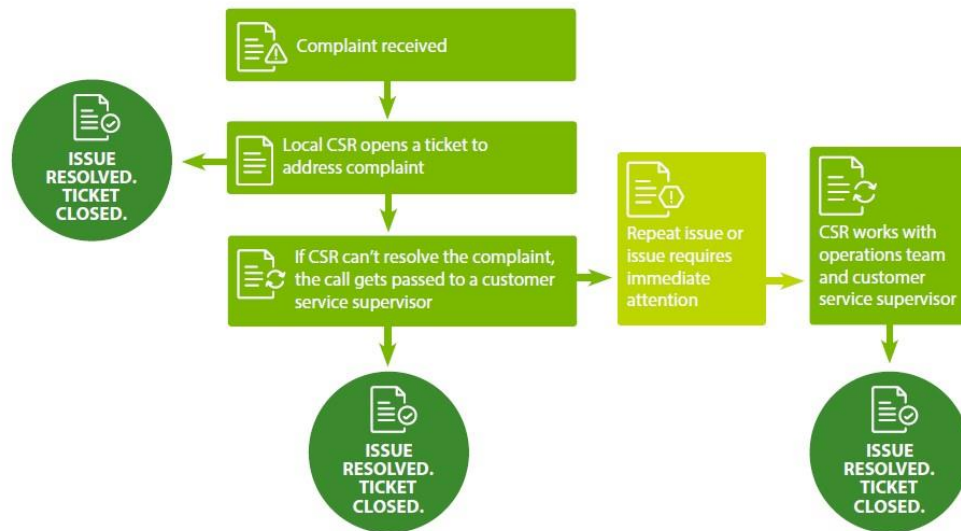 Complaint received
Local CSR opens a ticket to
address complaint
ISSUE
RESOLVED.
TICKET
CLOSED.
If CSR can't resolve the complaint,
the call gets passed to a customer
service supervisor
Repeat issue or
issue requires
immediate
attention
CSR works with
operations team
and customer
service supervisor
ISSUE
RESOLVED.
TICKET
CLOSED.
ISSUE
RESOLVED.
TICKET
CLOSED.